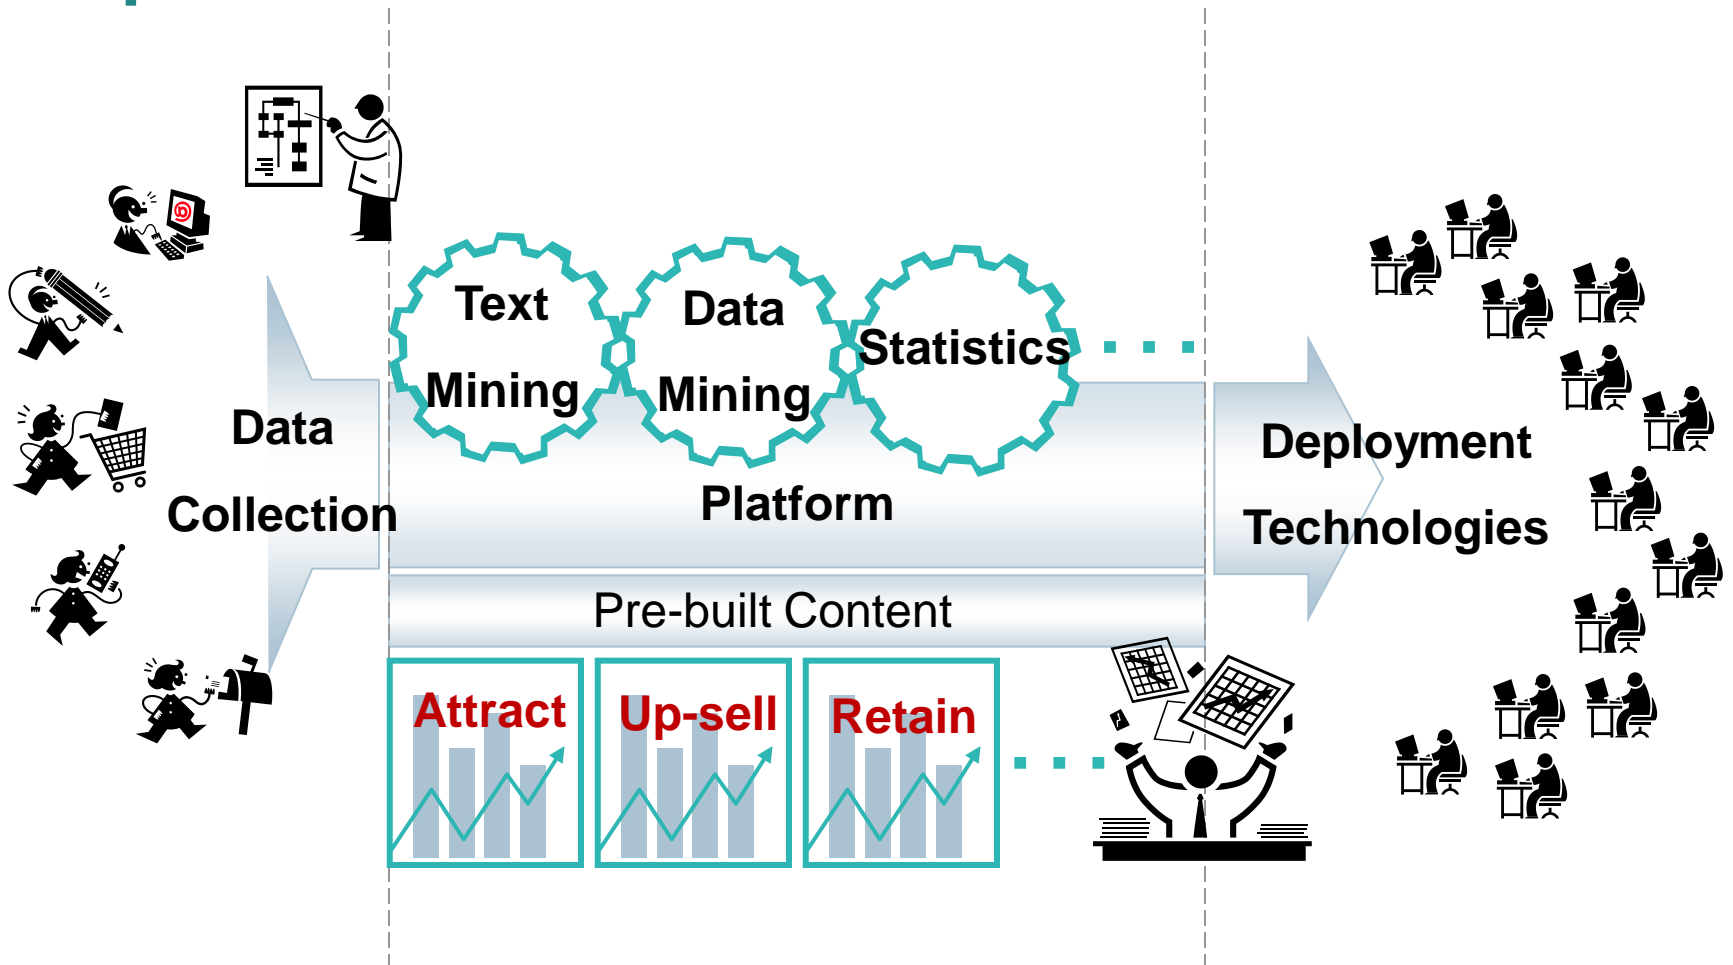 @
Text
Mining
Data
Mining
Statistics
Data
Collection
Platform
Deployment
Technologies
Pre-built Content
Attract
Up-sell
Retain